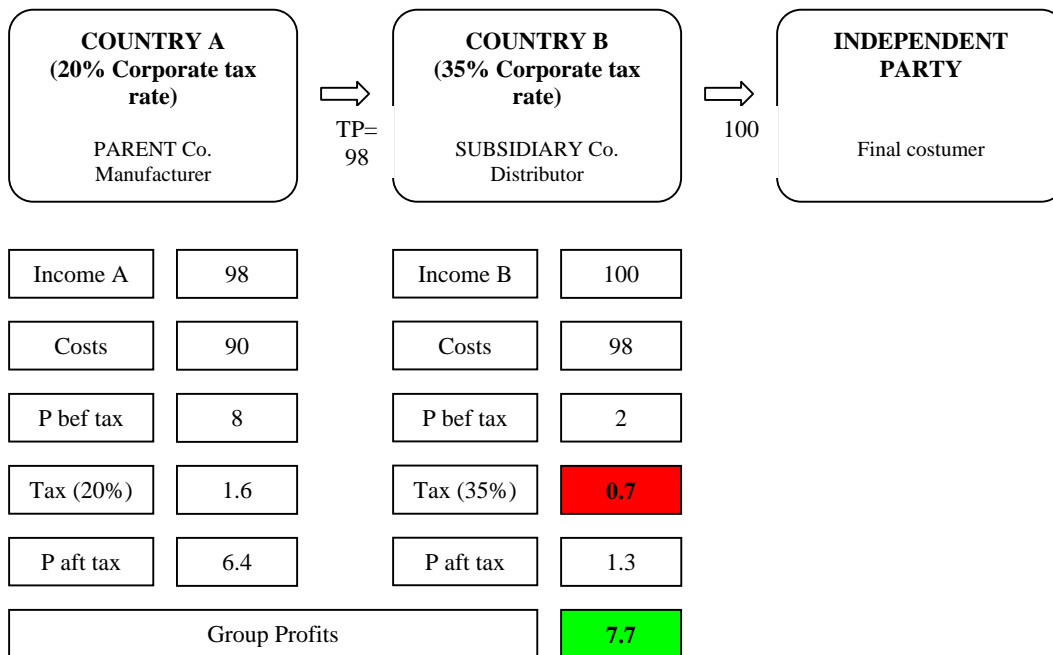 COUNTRY A
(20% Corporate tax
rate)
PARENT Co.
Manufacturer
TP=
98
COUNTRY B
(35% Corporate tax
rate)
SUBSIDIARY Co.
Distributor
100
INDEPENDENT
PARTY
Final costumer
Income A 98 Income B 100
Costs 90 Costs 98
P bef tax 8 P bef tax 2
Tax (20%) 1.6 Tax (35%) 0.7
P aft tax 6.4 P aft tax 1.3
Group Profits 7.7